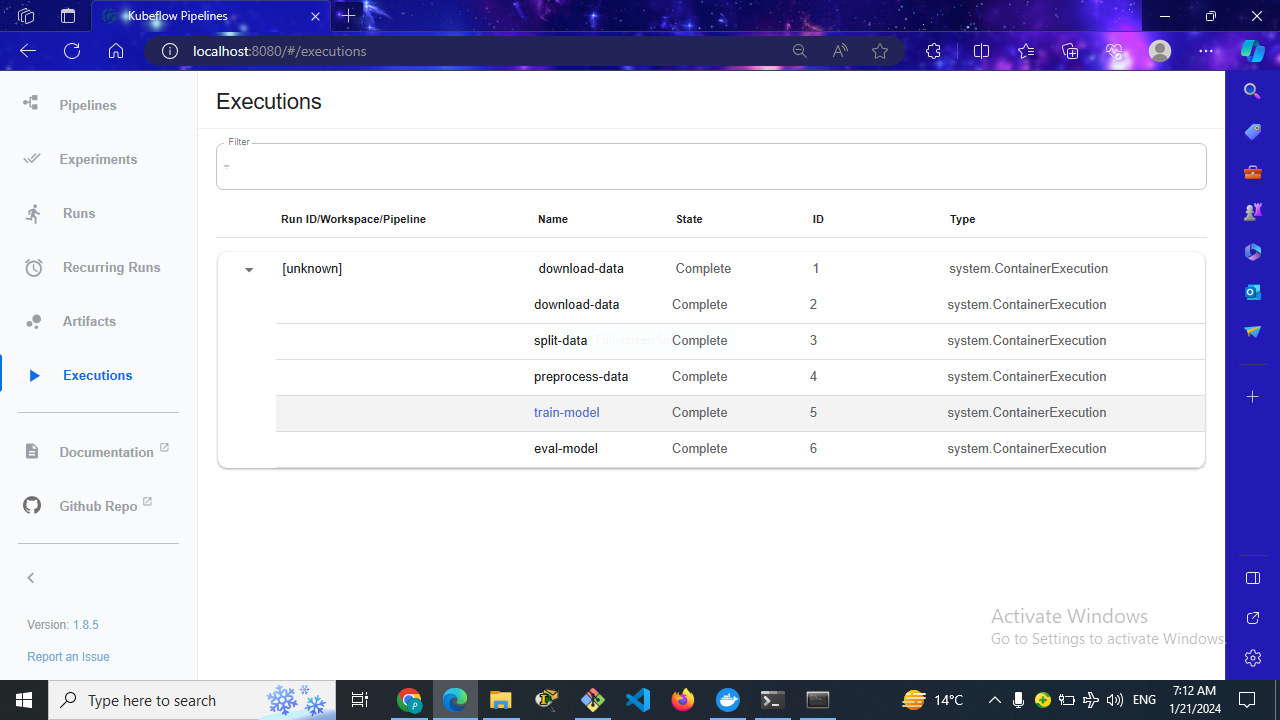 Kubeflow Pipelines
localhost:8080/#/executions
Pipelines
Experiments
Runs
Recurring Runs
Artifacts
Executions
Documentation
Github Repo
Version: 1.8.5
Report an Issue
Executions
Filter
Run ID/Workspace/Pipeline Name State ID Type
[unknown] download-data Complete 1 system.ContainerExecution
download-data Complete 2 system.ContainerExecution
split-data Complete 3 system.ContainerExecution
preprocess-data Complete 4 system.ContainerExecution
train-model Complete 5 system.ContainerExecution
eval-model Complete 6 system.ContainerExecution
Activate Windows
Go to Settings to activate Windows.
Type here to search
14°C
ENG
7:12 AM
1/21/2024